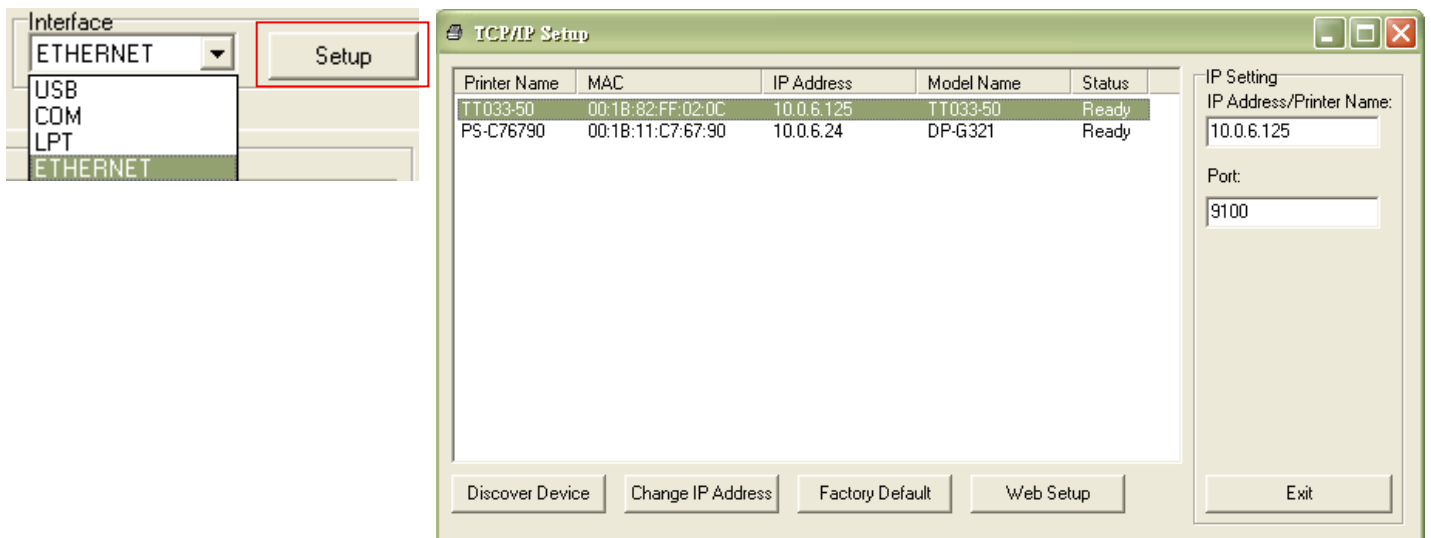 Interface
ETHERNET
Setup
USB
COM
LPT
ETHERNET
TCP/IP Setup
Printer Name MAC IP Address Model Name Status
TT033-50 00:1B:82:FF:02:0C 10.0.6.125 TT033-50 Ready
PS-C76790 00:1B:11:C7:67:90 10.0.6.24 DP-G321 Ready
IP Setting
IP Address/Printer Name:
10.0.6.125
Port:
9100
Discover Device Change IP Address Factory Default Web Setup Exit